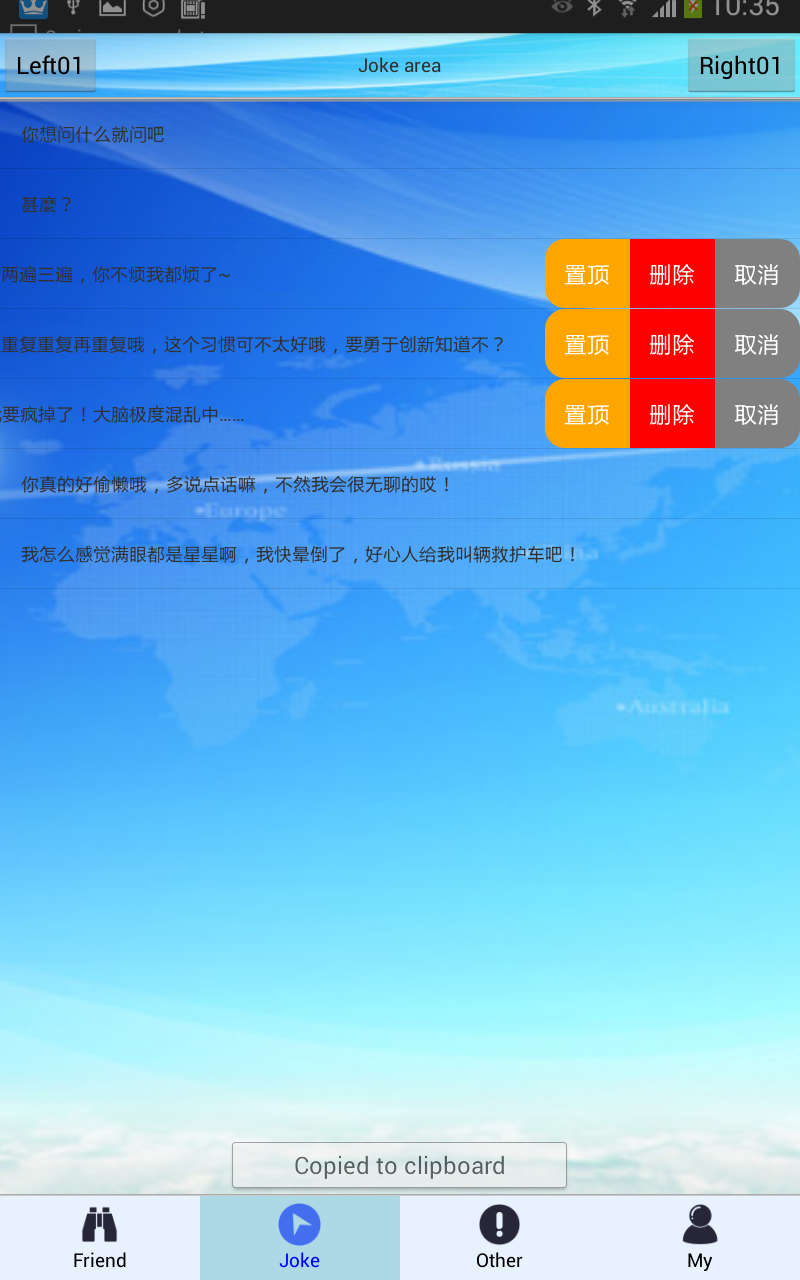 10:35
Left01
Joke area
Right01
你想问什么就问吧
甚麼？
两遍三遍，你不烦我都烦了~
置顶
删除
取消
重复重复再重复哦，这个习惯可不太好哦，要勇于创新知道不？
置顶
删除
取消
要疯掉了！大脑极度混乱中……
置顶
删除
取消
Russia
你真的好偷懒哦，多说点话嘛，不然我会很无聊的哎！
Europe
我怎么感觉满眼都是星星啊，我快晕倒了，好心人给我叫辆救护车吧！
Australia
Copied to clipboard
Friend
Joke
Other
My